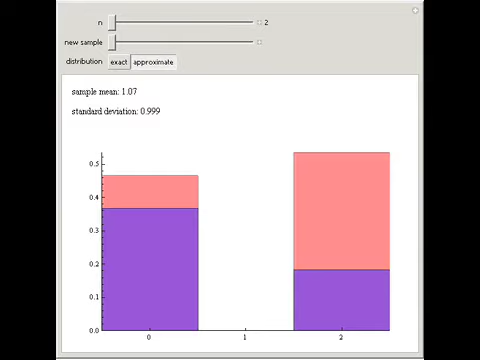 n 2
new sample
distribution exact approximate
sample mean: 1.07
standard deviation: 0.999
0.5
0.4
0.3
0.2
0.1
0.0
0 1 2